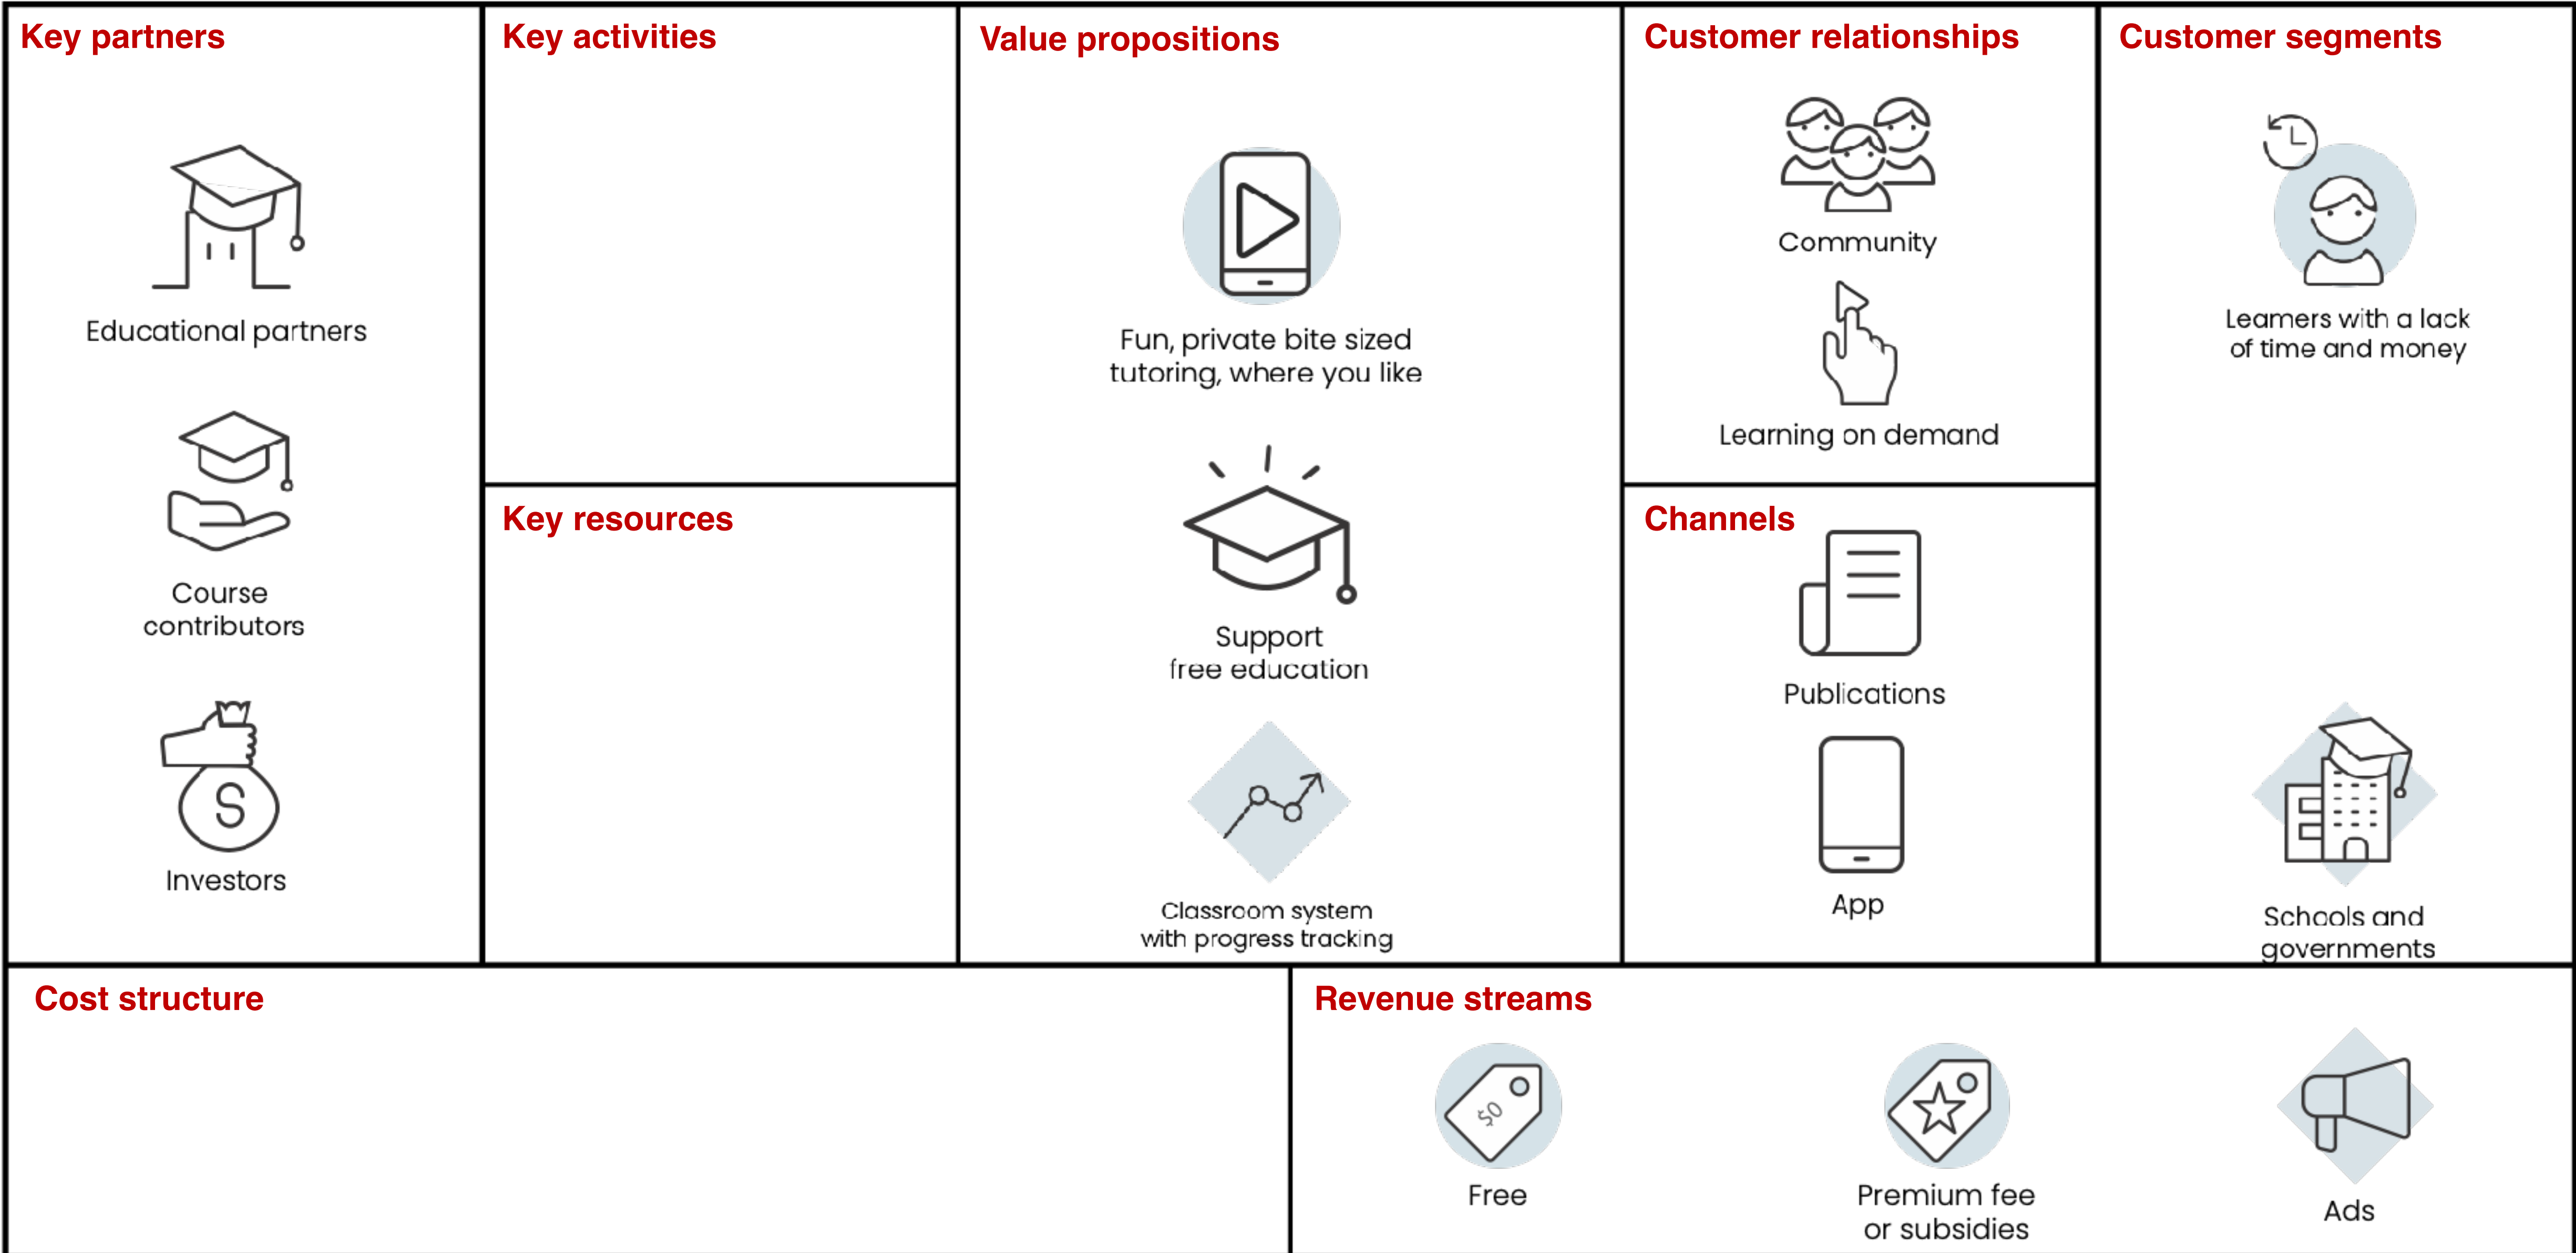 Key partners
Educational partners
Course
contributors
Investors
Key activities
Key resources
Value propositions
Fun, private bite sized
tutoring, where you like
Support
free education
Classroom system
with progress tracking
Customer relationships
Community
Learning on demand
Channels
Publications
App
Customer segments
Learners with a lack
of time and money
Schools and
governments
Cost structure
Revenue streams
$0
Free
Premium fee
or subsidies
Ads
S